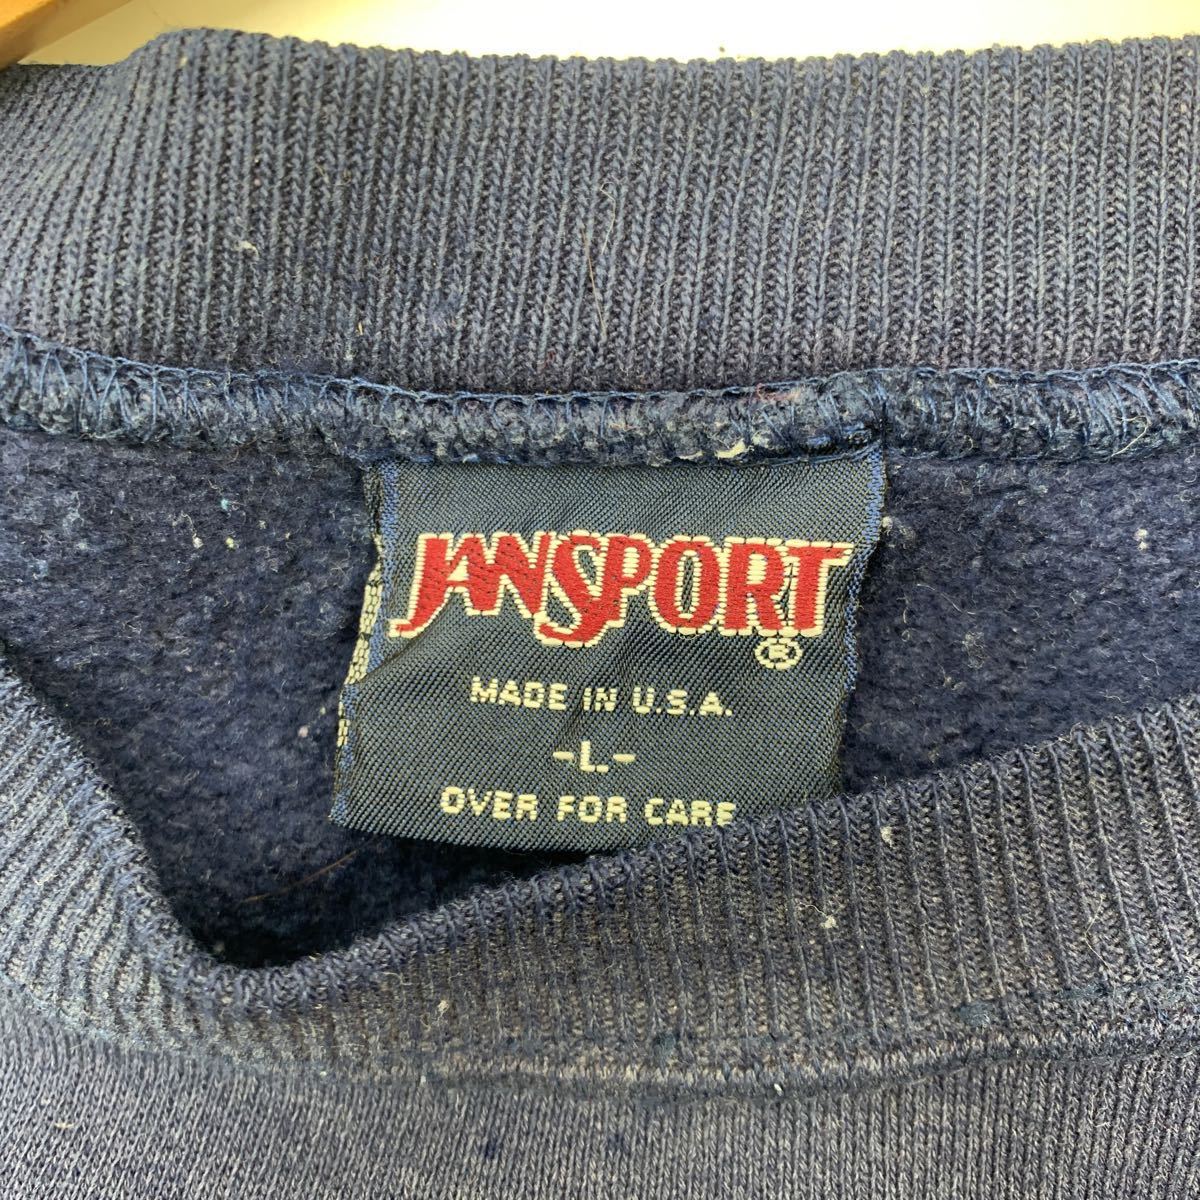 JANSPORT®
MADE IN U.S.A.
-L-
OVER FOR CARE